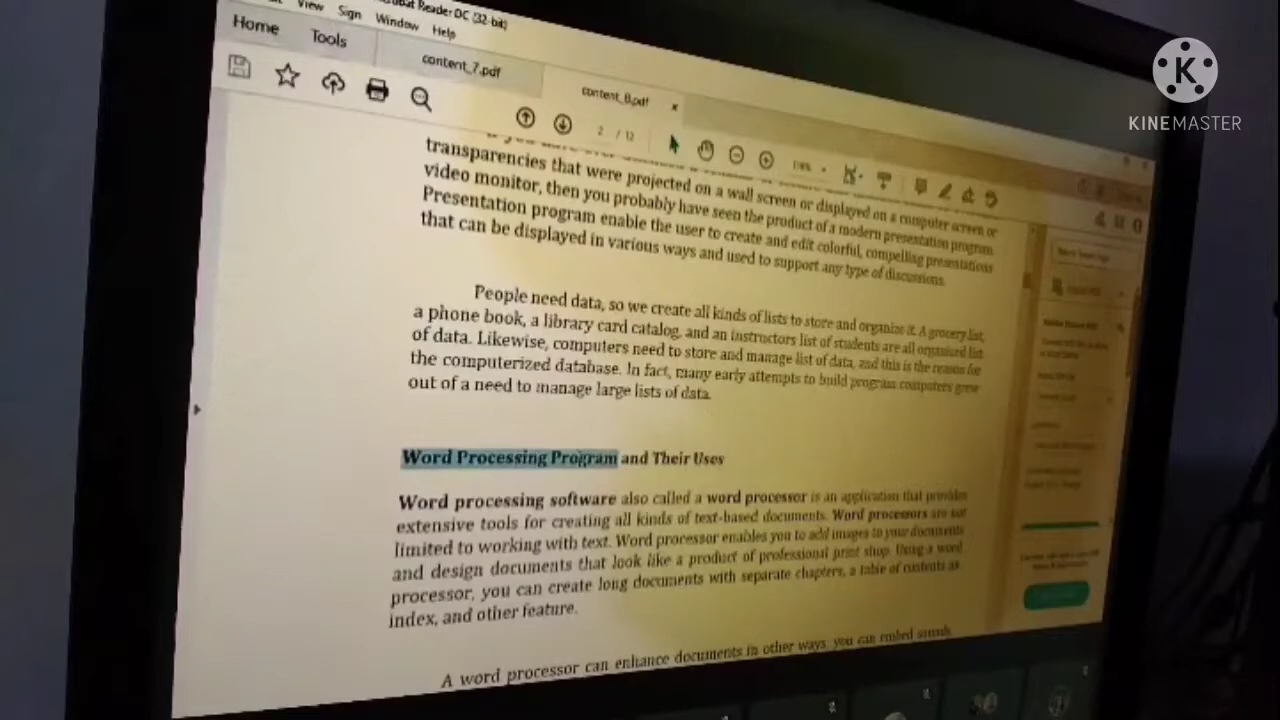 View Sign Window Help
Reader DC (32-bit)
Home Tools
content_7.pdf
content_8.pdf
2 / 12
KINEMASTER
transparencies that were projected on a wall screen or displayed on a computer screen or
video monitor, then you probably have seen the product of a modern presentation program.
Presentation program enable the user to create and edit colorful, compelling presentations
that can be displayed in various ways and used to support any type of discussions.
People need data, so we create all kinds of lists to store and organize it. A grocery list,
a phone book, a library card catalog, and an instructors list of students are all organized list
of data. Likewise, computers need to store and manage list of data, and this is the reason for
the computerized database. In fact, many early attempts to build program computers grew
out of a need to manage large lists of data.
Word Processing Program and Their Uses
Word processing software also called a word processor is an application that provides
extensive tools for creating all kinds of text-based documents. Word processors are not
limited to working with text. Word processor enables you to add images to your documents
and design documents that look like a product of professional print shop. Using a word
processor, you can create long documents with separate chapters, a table of contents as
index, and other feature.
A word processor can enhance documents in other ways; you can embed sounds,